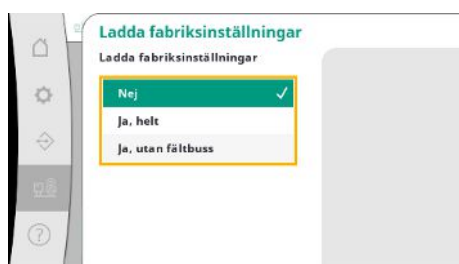 Ladda fabriksinställningar
Ladda fabriksinställningar
Nej
Ja, helt
Ja, utan fältbuss